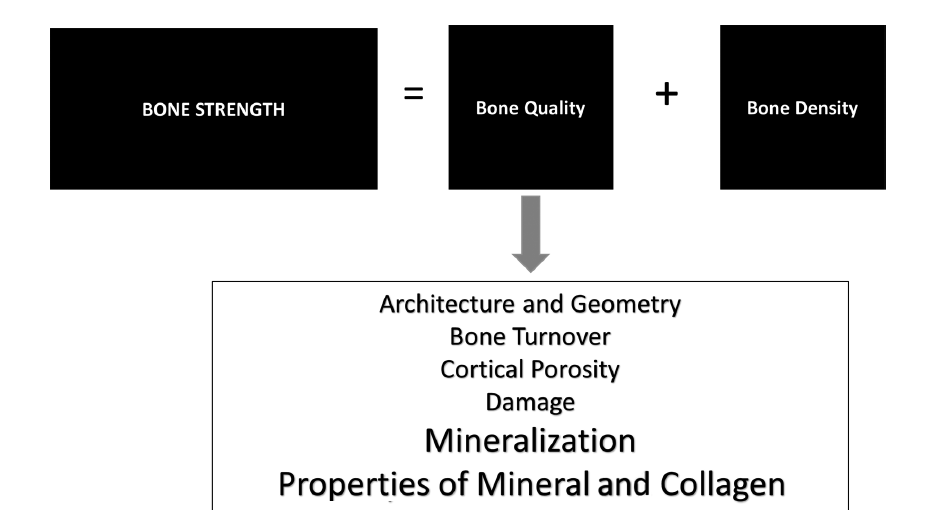 BONE STRENGTH = Bone Quality + Bone Density
Architecture and Geometry
Bone Turnover
Cortical Porosity
Damage
Mineralization
Properties of Mineral and Collagen